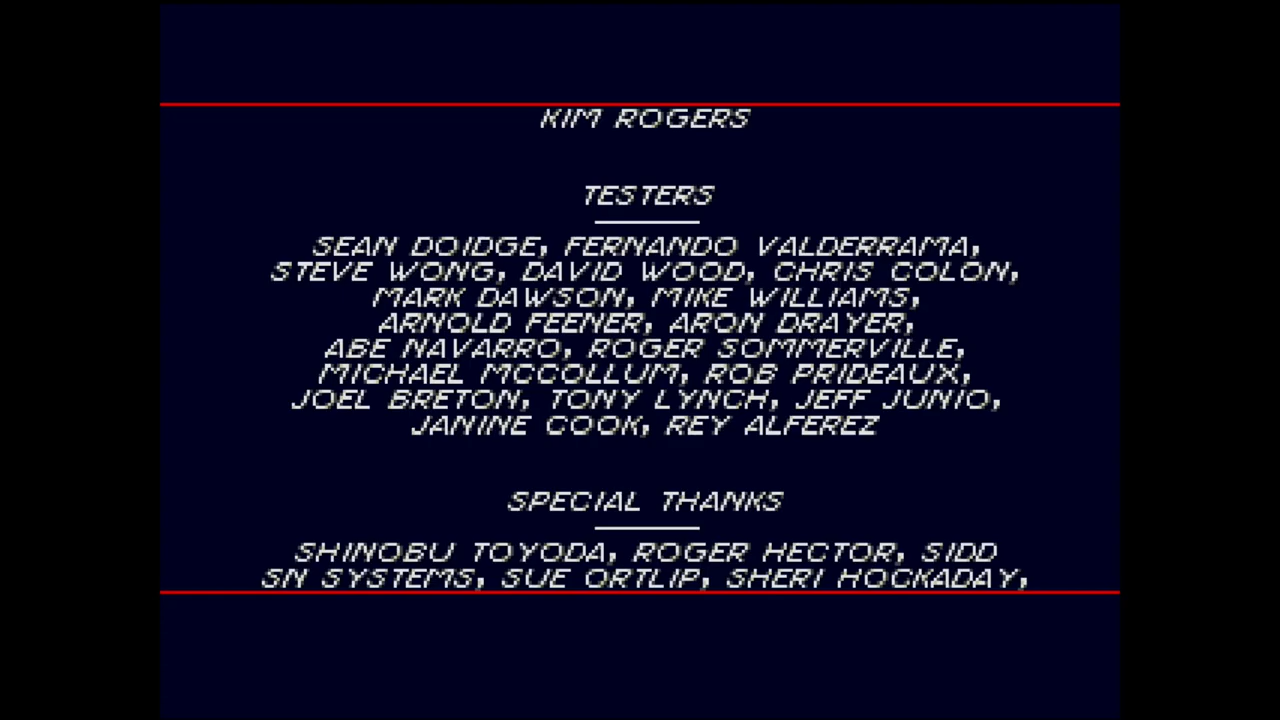 KIM ROGERS
TESTERS
SEAN DOIDGE, FERNANDO VALDERRAMA,
STEVE WONG, DAVID WOOD, CHRIS COLON,
MARK DAWSON, MIKE WILLIAMS,
ARNOLD FEENER, ARON DRAYER,
ABE NAVARRO, ROGER SOMMERVILLE,
MICHAEL MCCOLLUM, ROB PRIDEAUX,
JOEL BRETON, TONY LYNCH, JEFF JUNIO,
JANINE COOK, REY ALFEREZ
SPECIAL THANKS
SHINOBU TOYODA, ROGER HECTOR, SIDD
SN SYSTEMS, SUE ORTLIP, SHERI HOCKADAY,